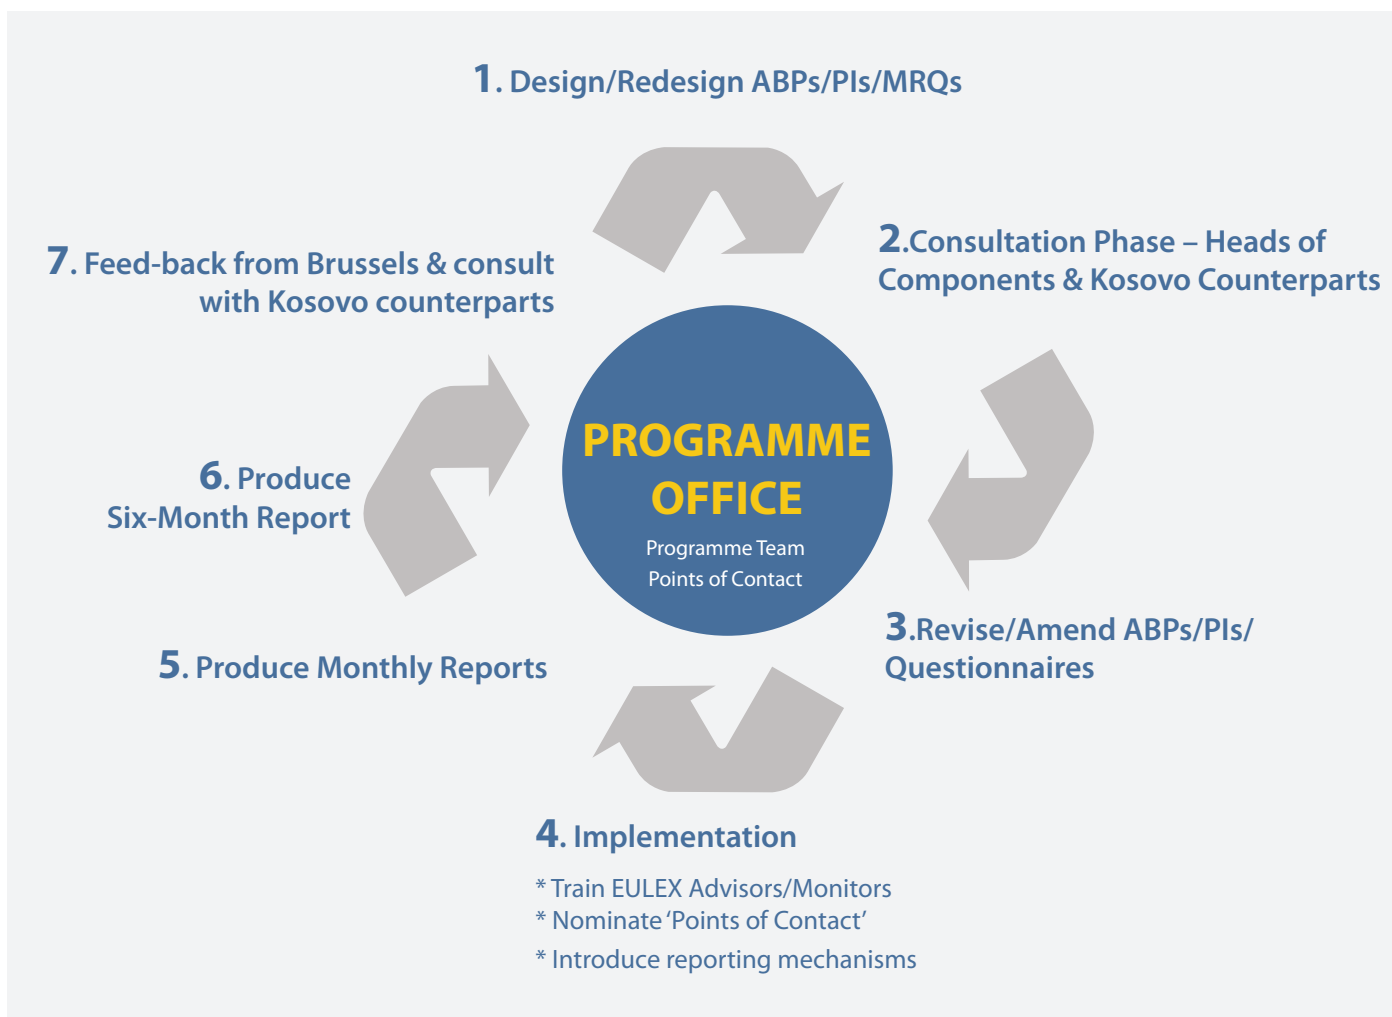 1. Design/Redesign ABPs/PIs/MRQs
2.Consultation Phase – Heads of
Components & Kosovo Counterparts
3.Revise/Amend ABPs/PIs/
Questionnaires
4. Implementation
* Train EULEX Advisors/Monitors
* Nominate ‘Points of Contact’
* Introduce reporting mechanisms
5. Produce Monthly Reports
6. Produce
Six-Month Report
7. Feed-back from Brussels & consult
with Kosovo counterparts
PROGRAMME
OFFICE
Programme Team
Points of Contact